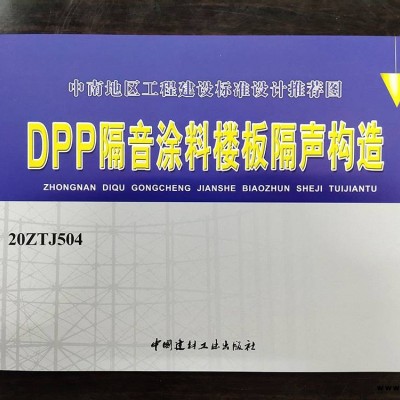 中南地区工程建设标准设计推荐图
DPP隔音涂料楼板隔声构造
ZHONGNAN DIQU GONGCHENG JIANSHE BIAOZHUN SHEJI TUIJIANTU
20ZTJ504
中国建材工业出版社